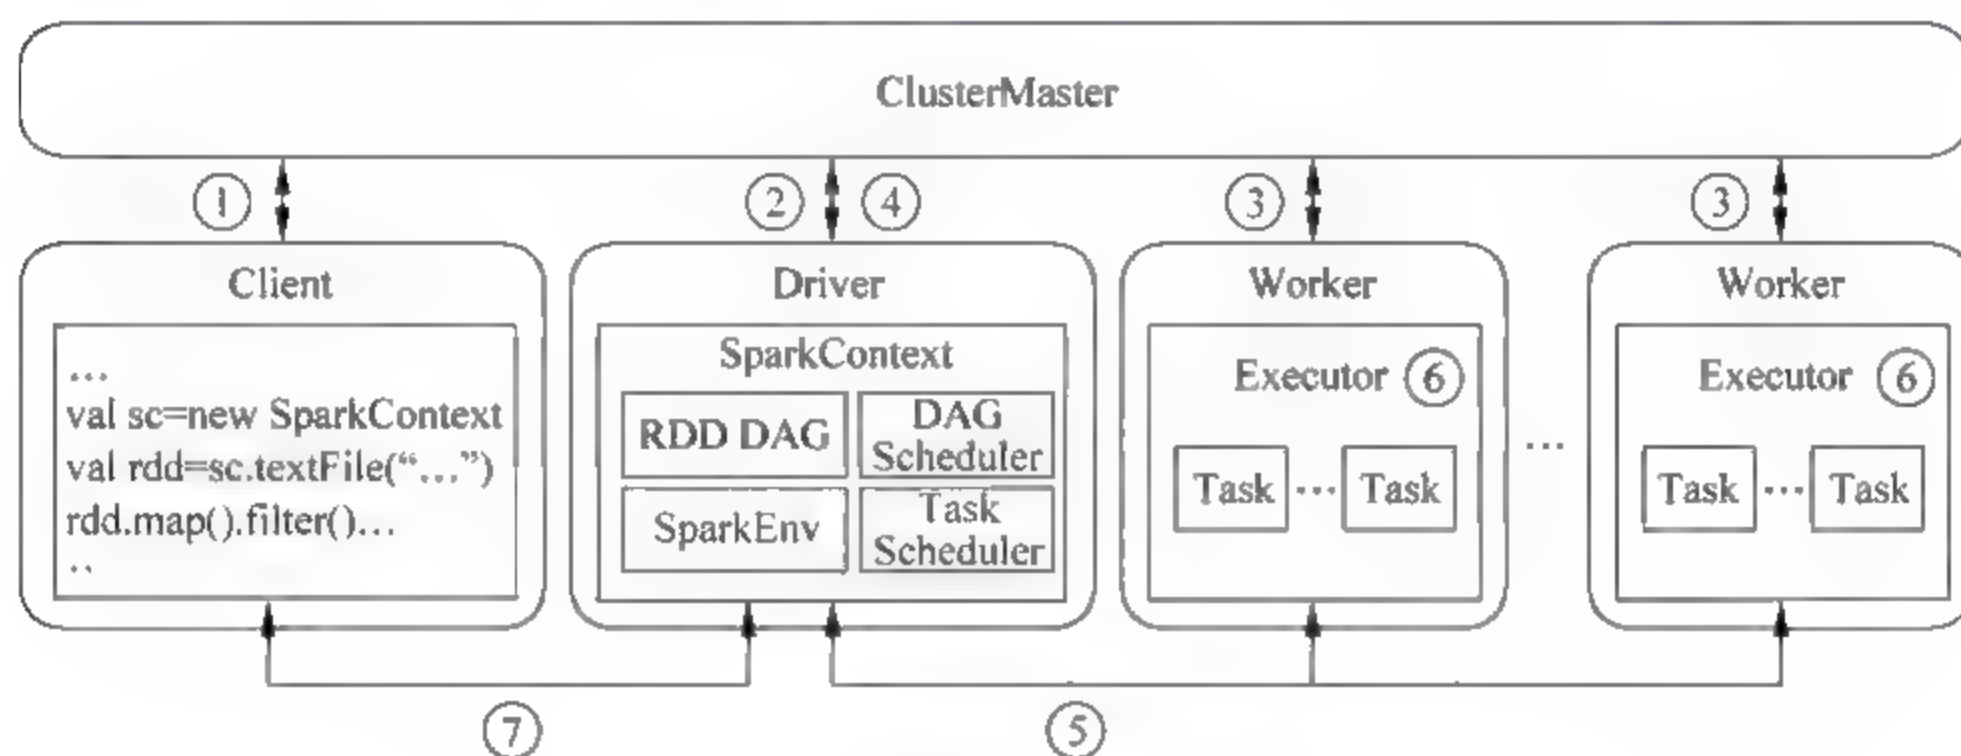 ClusterMaster
①
②
④
③
③
Client
...
val sc=new SparkContext
val rdd=sc.textFile(“...”)
rdd.map().filter()...
..
Driver
SparkContext
RDD DAG
DAG
Scheduler
SparkEnv
Task
Scheduler
Worker
Executor ⑥
Task ... Task
...
Worker
Executor ⑥
Task ... Task
⑦
⑤